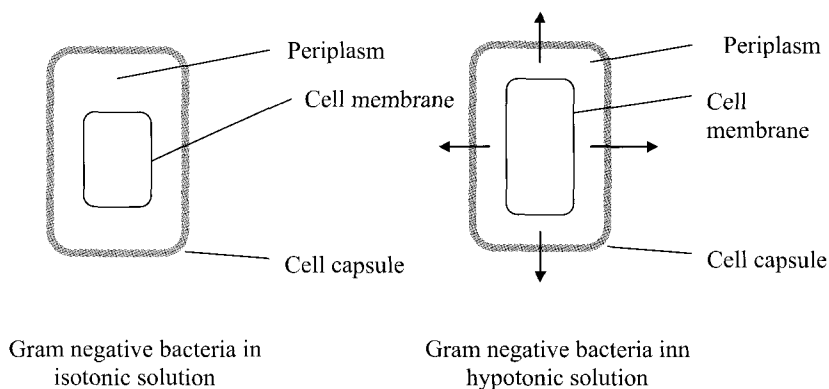 Periplasm
Cell membrane
Cell capsule
Gram negative bacteria in
isotonic solution
Periplasm
Cell
membrane
Cell capsule
Gram negative bacteria inn
hypotonic solution